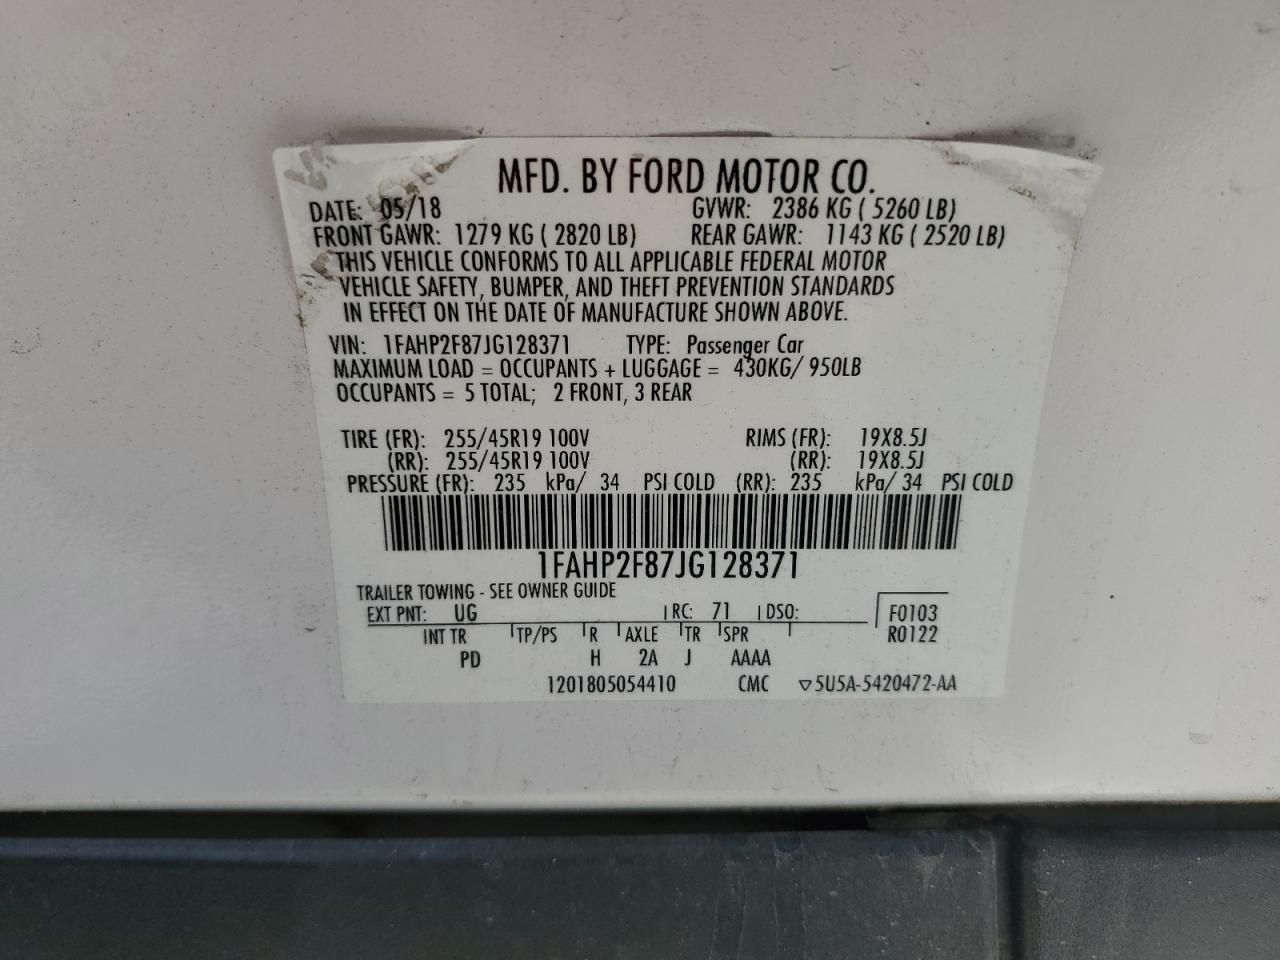 MFD. BY FORD MOTOR CO.
DATE: 05/18 GVWR: 2386 KG ( 5260 LB)
FRONT GAWR: 1279 KG ( 2820 LB) REAR GAWR: 1143 KG ( 2520 LB)
THIS VEHICLE CONFORMS TO ALL APPLICABLE FEDERAL MOTOR
VEHICLE SAFETY, BUMPER, AND THEFT PREVENTION STANDARDS
IN EFFECT ON THE DATE OF MANUFACTURE SHOWN ABOVE.
VIN: 1FAHP2F87JG128371 TYPE: Passenger Car
MAXIMUM LOAD = OCCUPANTS + LUGGAGE = 430KG/ 950LB
OCCUPANTS = 5 TOTAL; 2 FRONT, 3 REAR
TIRE (FR): 255/45R19 100V RIMS (FR): 19X8.5J
(RR): 255/45R19 100V (RR): 19X8.5J
PRESSURE (FR): 235 kPa/ 34 PSI COLD (RR): 235 kPa/ 34 PSI COLD
1FAHP2F87JG128371
TRAILER TOWING - SEE OWNER GUIDE
EXT PNT: UG RC: 71 DSO: F0103
INT TR TP/PS R AXLE TR SPR R0122
PD H 2A J AAAA
1201805054410 CMC ▽5U5A-5420472-AA